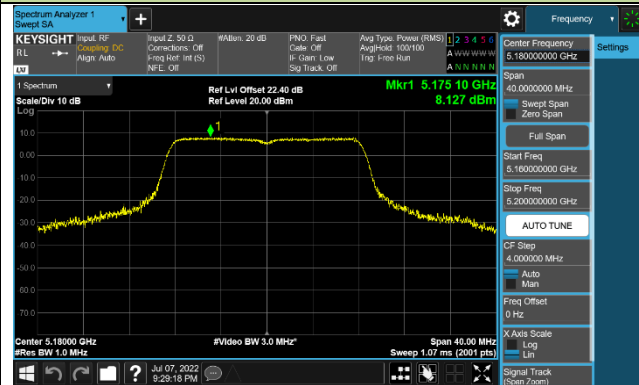 Spectrum Analyzer 1
Swept SA
+
Frequency
KEYSIGHT
RL
Input: RF
Coupling: DC
Align: Auto
Input Z: 50 Ω
Corrections: Off
Freq Ref: Int (S)
NFE: Off
#Atten: 20 dB
PNO: Fast
Gate: Off
IF Gain: Low
Sig Track: Off
Avg Type: Power (RMS)
Avg|Hold: 100/100
Trig: Free Run
1 2 3 4 5 6
A W W W W W
A N N N N N
1 Spectrum
Scale/Div 10 dB
Log
Ref Lvl Offset 22.40 dB
Ref Level 20.00 dBm
Mkr1 5.175 10 GHz
8.127 dBm
1
10.0
0.00
-10.0
-20.0
-30.0
-40.0
-50.0
-60.0
-70.0
Center 5.18000 GHz
#Res BW 1.0 MHz
#Video BW 3.0 MHz*
Span 40.00 MHz
Sweep 1.07 ms (2001 pts)
Jul 07, 2022
9:29:18 PM
?
Center Frequency
5.180000000 GHz
Settings
Span
40.0000000 MHz
Swept Span
Zero Span
Full Span
Start Freq
5.160000000 GHz
Stop Freq
5.200000000 GHz
AUTO TUNE
CF Step
4.000000 MHz
Auto
Man
Freq Offset
0 Hz
X Axis Scale
Log
Lin
Signal Track
(Span Zoom)